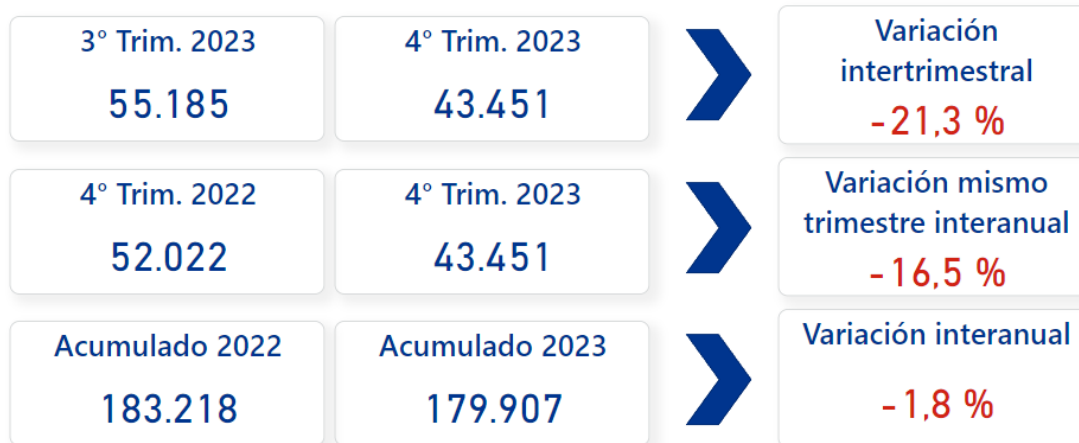 3° Trim. 2023
4° Trim. 2023
Variación
intertrimestral
55.185
43.451
-21,3 %
4° Trim. 2022
4° Trim. 2023
Variación mismo
trimestre interanual
52.022
43.451
-16,5 %
Acumulado 2022
Acumulado 2023
Variación interanual
183.218
179.907
-1,8 %